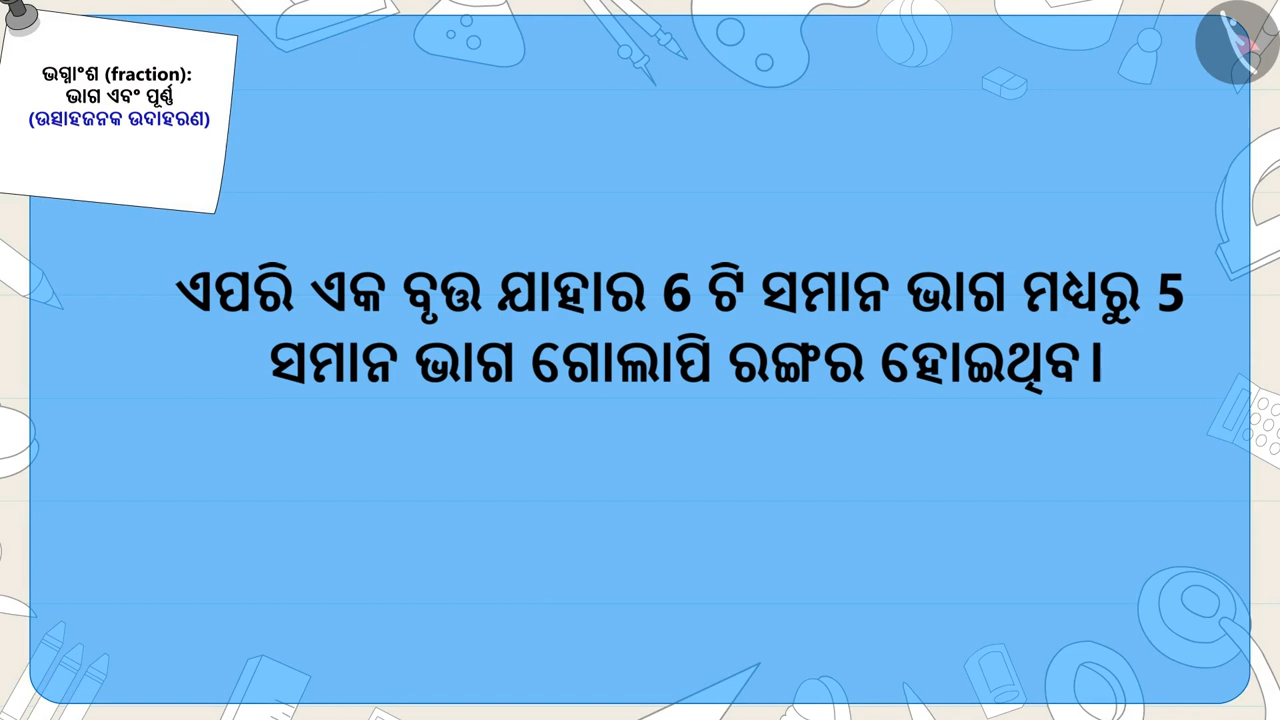 ଭଗ୍ନାଂଶ (fraction):
ଭାଗ ଏବଂ ପୂର୍ଣ୍ଣ
(ଉତ୍ସାହଜନକ ଉଦାହରଣ)
ଏପରି ଏକ ବୃତ୍ତ ଯାହାର 6 ଟି ସମାନ ଭାଗ ମଧ୍ୟରୁ 5
ସମାନ ଭାଗ ଗୋଲାପି ରଙ୍ଗର ହୋଇଥିବ।